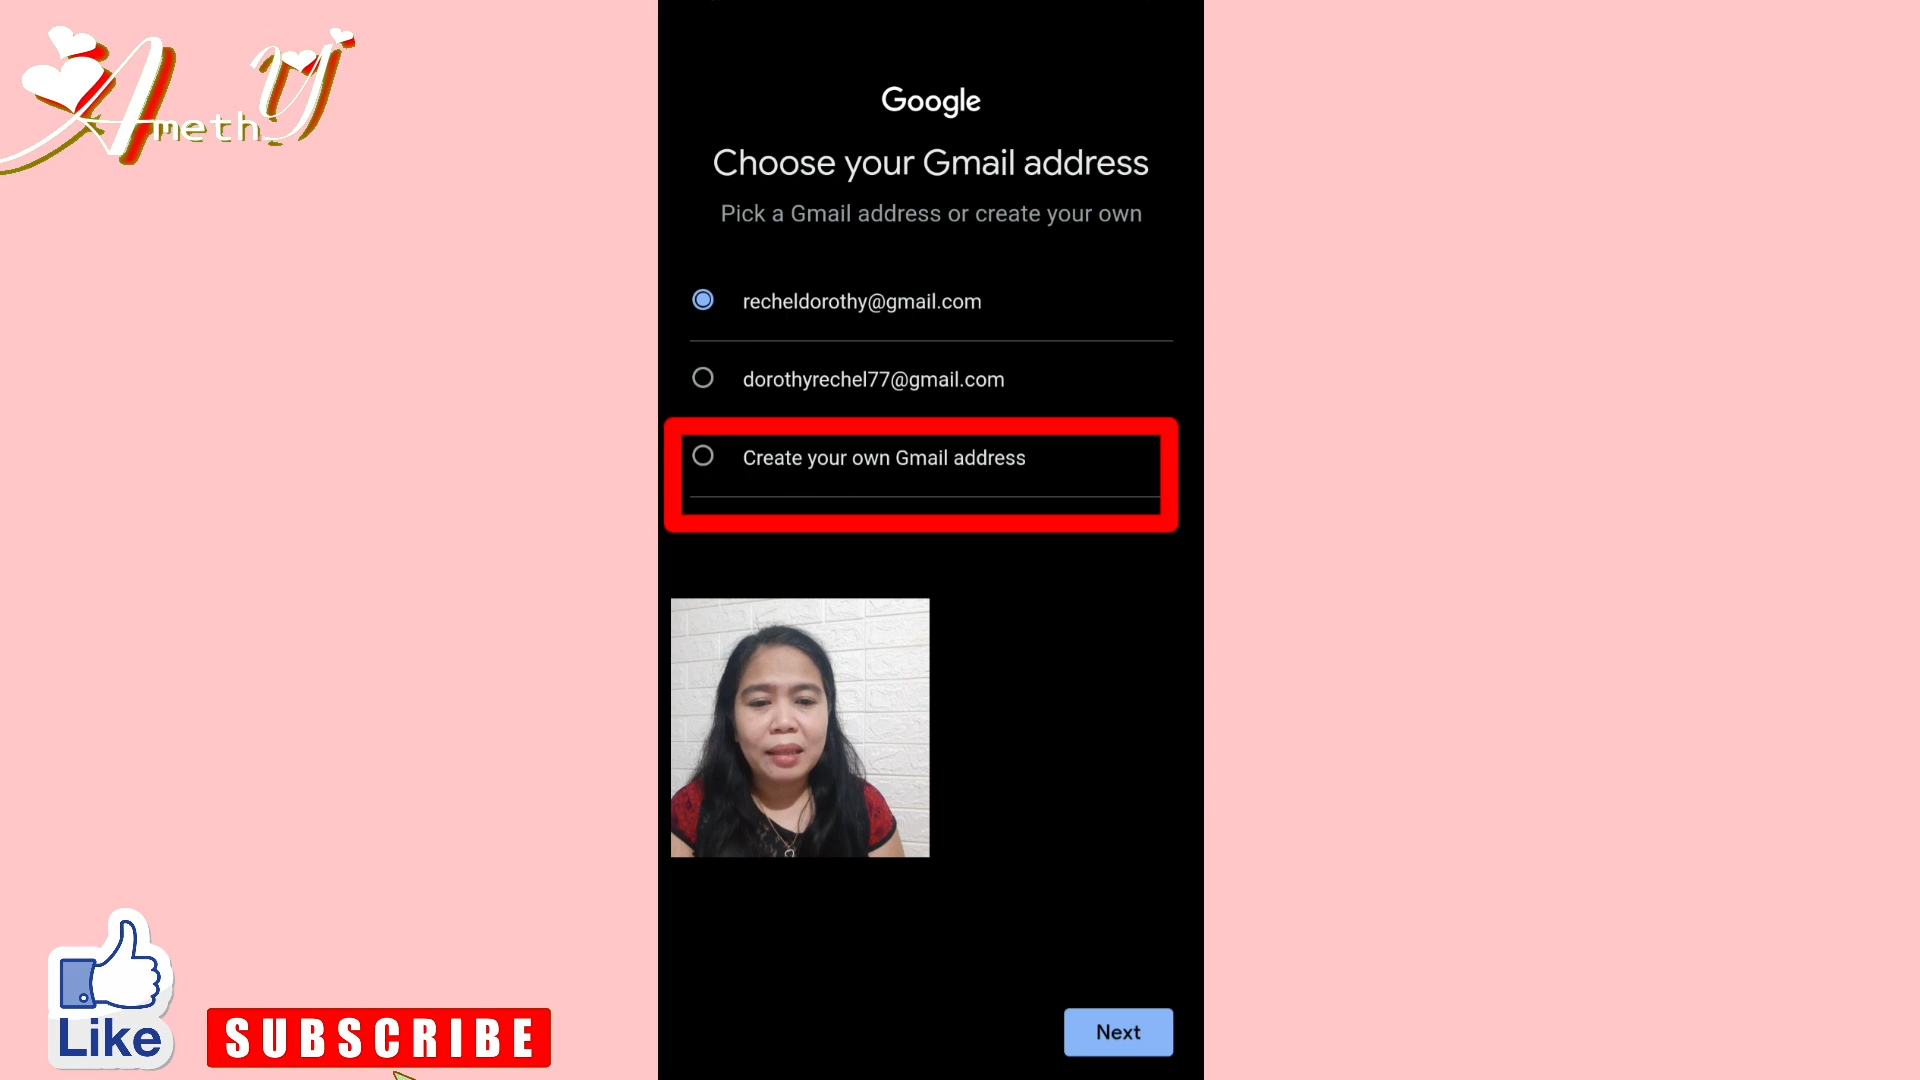 AmethYJ
Google
Choose your Gmail address
Pick a Gmail address or create your own
recheldorothy@gmail.com
dorothyrechel77@gmail.com
Create your own Gmail address
Like
SUBSCRIBE
Next